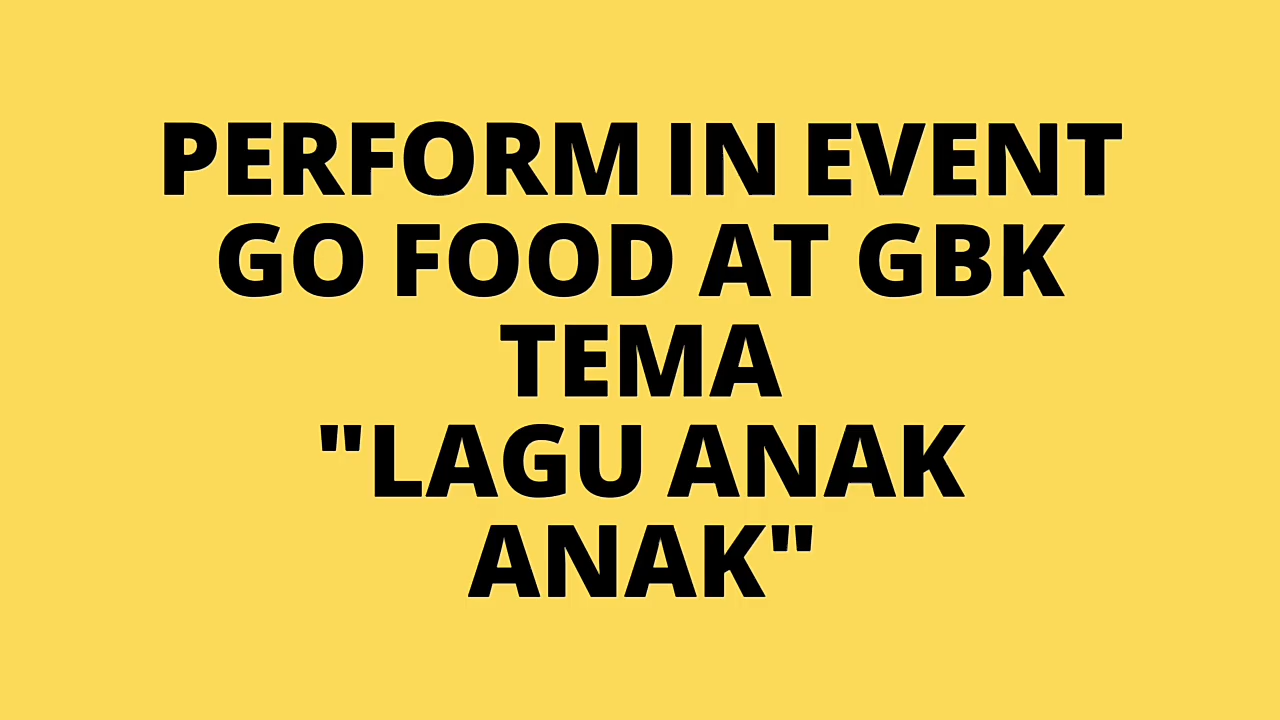 PERFORM IN EVENT
GO FOOD AT GBK
TEMA
"LAGU ANAK
ANAK"